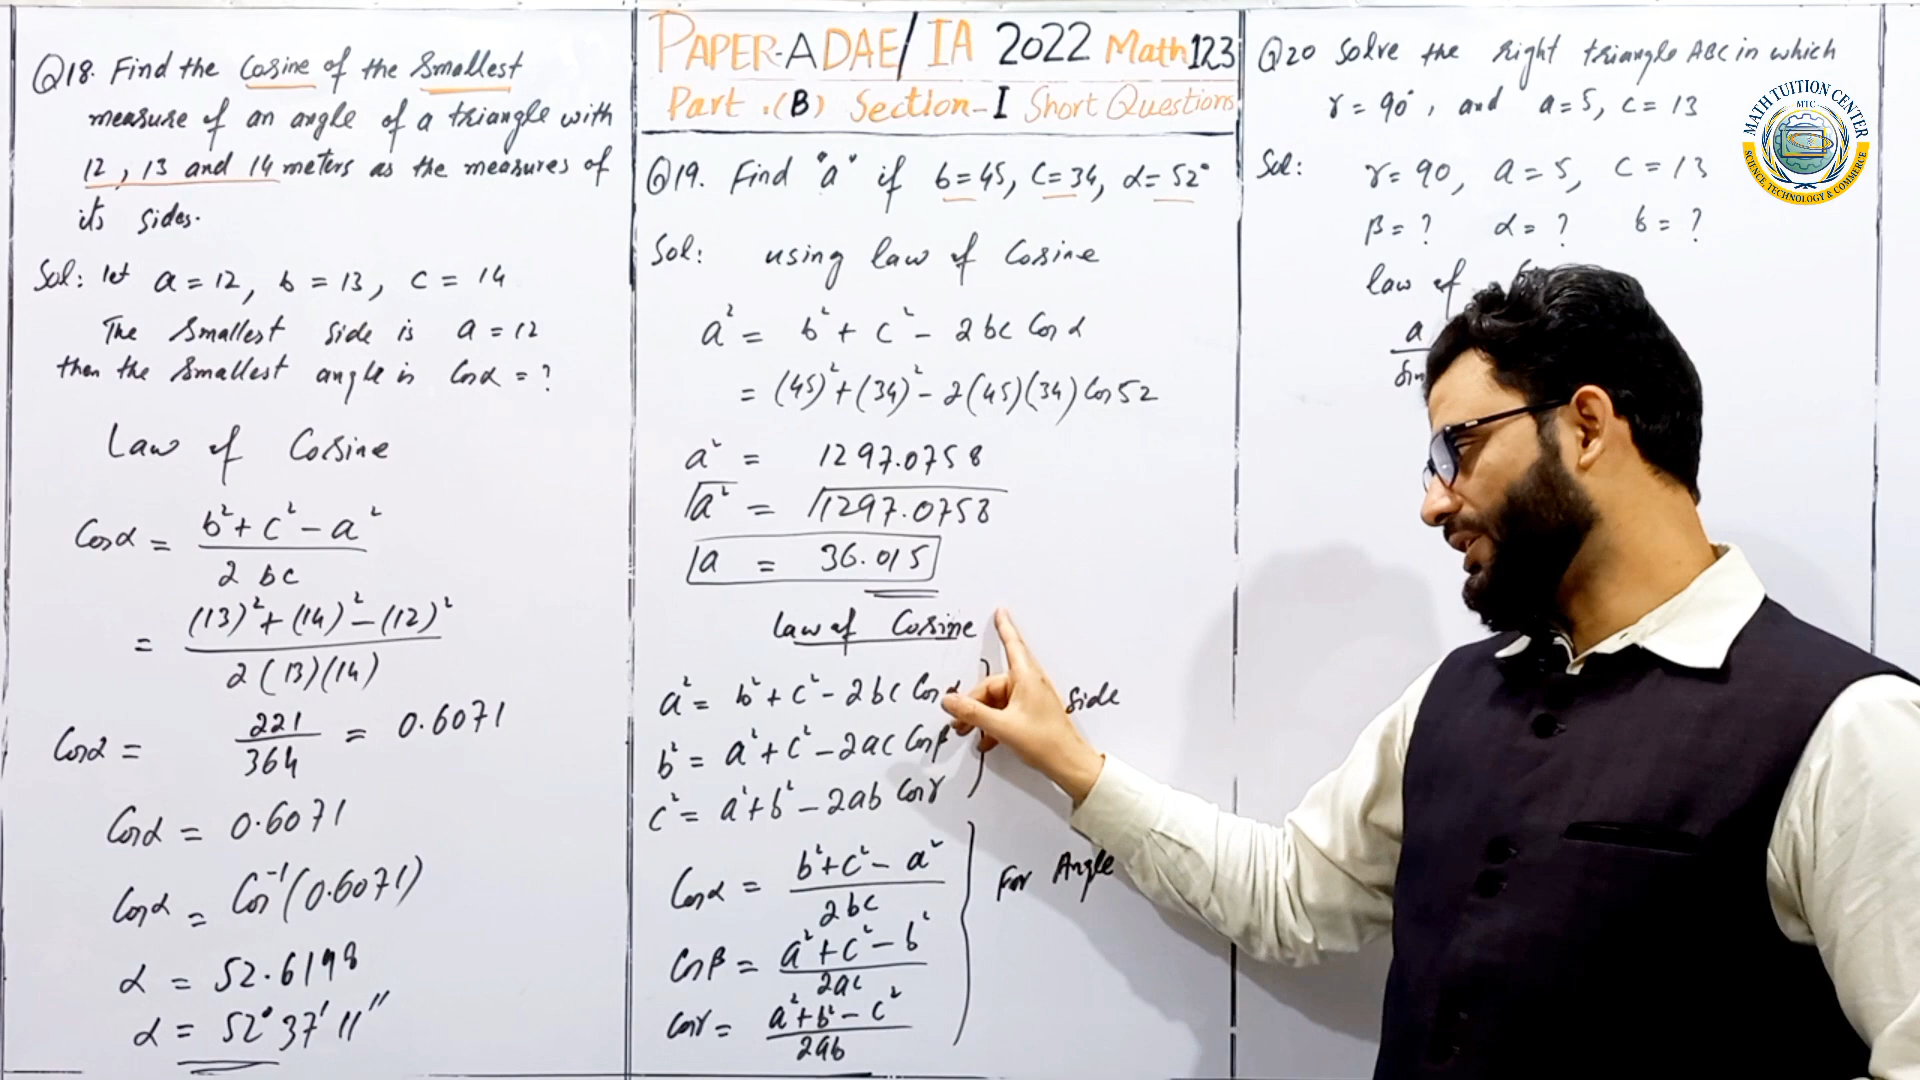 Q18. Find the Cosine of the Smallest
measure of an angle of a triangle with
12, 13 and 14 meters as the measures of
its sides.
Sol: let a = 12, b = 13, c = 14
The Smallest Side is a = 12
then the Smallest angle is Cosα = ?
Law of Cosine
Cosα = (b² + c² - a²) / 2 bc
= ((13)² + (14)² - (12)²) / 2(13)(14)
Cosα = 221/364 = 0.6071
Cosα = 0.6071
Cosα = Cos⁻¹(0.6071)
α = 52.6198
α = 52° 37' 11"
PAPER-A DAE/IA 2022 Math 123
Part.(B) Section-I Short Questions
Q19. Find "a" if b=45, C=34, α=52°
Sol: using law of Cosine
a² = b² + c² - 2bc Cosα
= (45)² + (34)² - 2(45)(34) Cos 52
a² = 1297.0758
√a² = √1297.0758
a = 36.015
Law of Cosine
a² = b² + c² - 2bc Cosα
b² = a² + c² - 2ac Cosβ
c² = a² + b² - 2ab Cosγ
side
Cosα = (b² + c² - a²) / 2bc
Cosβ = (a² + c² - b²) / 2ac
Cosγ = (a² + b² - c²) / 2ab
For Angle
Q20 Solve the right triangle ABC in which
γ = 90°, and a = 5, c = 13
Sol: γ = 90, a = 5, c = 13
β = ? α = ? b = ?
law of
a
Sin
MATH TUITION CENTER
MTC
SCIENCE, TECHNOLOGY & COMMERCE